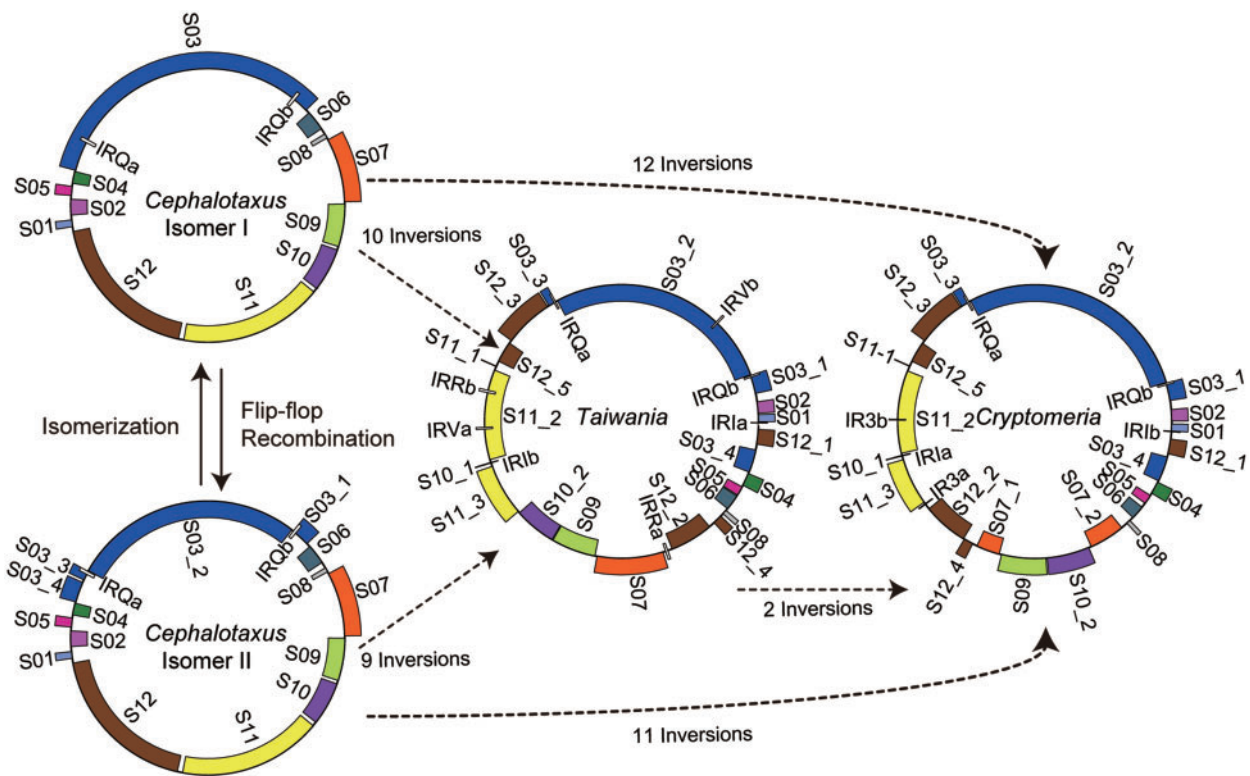 S03
IRQb
S06
S08
S07
IRQa
S05
S04
S02
S01
Cephalotaxus
Isomer I
S09
S10
S12
S11
12 Inversions
10 Inversions
Isomerization
Flip-flop
Recombination
S03_1
S03_2
S03_3
S03_4
IRQa
IRQb
S06
S08
S07
S04
S05
S02
S01
Cephalotaxus
Isomer II
S09
S10
S12
S11
9 Inversions
11 Inversions
2 Inversions
S03_3
S12_3
S03_2
IRVb
IRQa
S11_1
S12_5
IRRb
IRQb
S03_1
S02
S01
IRIa
S12_1
S11_2
Taiwania
IRVa
S03_4
S10_1
IRIb
S05
S06
S04
S11_3
S10_2
S09
S12_2
IRRa
S08
S12_4
S07
S03_3
S12_3
S03_2
IRQa
S11-1
S12_5
IRQb
S03_1
S02
S01
IR3b
S11_2
Cryptomeria
IRIb
S12_1
S10_1
IRIa
S03_4
S11_3
IR3a
S12_2
S07_1
S07_2
S05
S06
S04
S08
S12_4
S09
S10_2